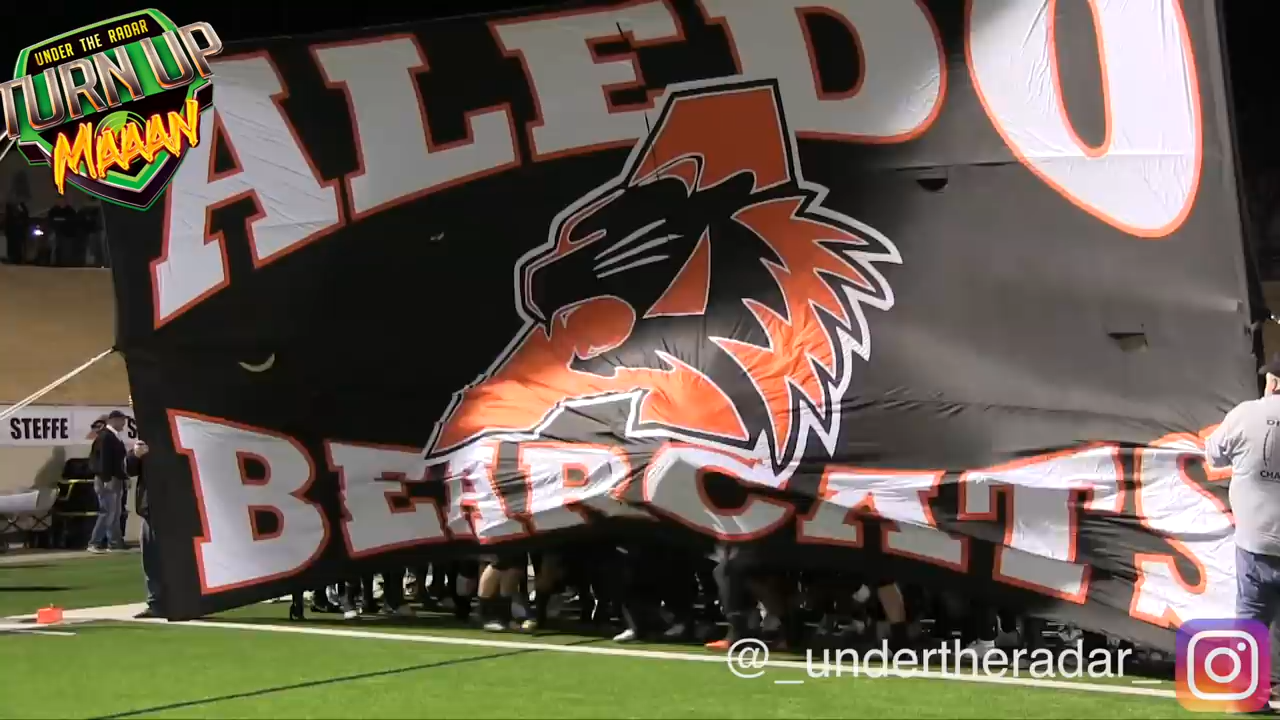 UNDER THE RADAR
TURN UP
MAAAN
ALEDO
BEARCATS
STEFFE
@_undertheradar_